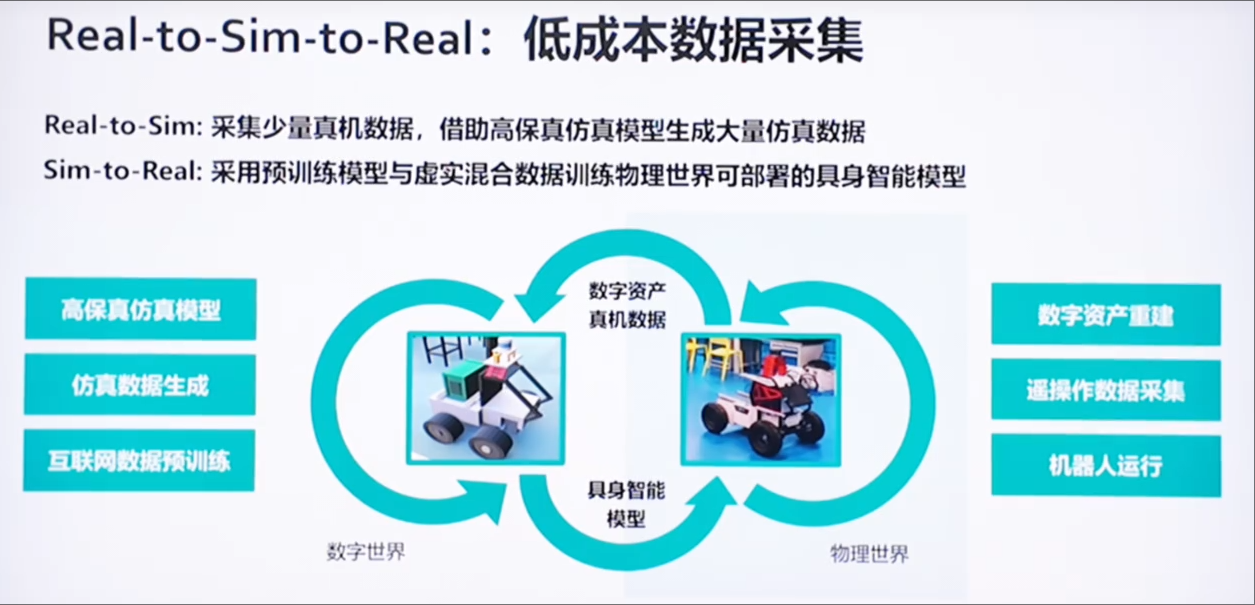 Real-to-Sim-to-Real：低成本数据采集
Real-to-Sim: 采集少量真机数据，借助高保真仿真模型生成大量仿真数据
Sim-to-Real: 采用预训练模型与虚实混合数据训练物理世界可部署的具身智能模型
高保真仿真模型
仿真数据生成
互联网数据预训练
数字资产
真机数据
具身智能
模型
数字世界
物理世界
数字资产重建
遥操作数据采集
机器人运行